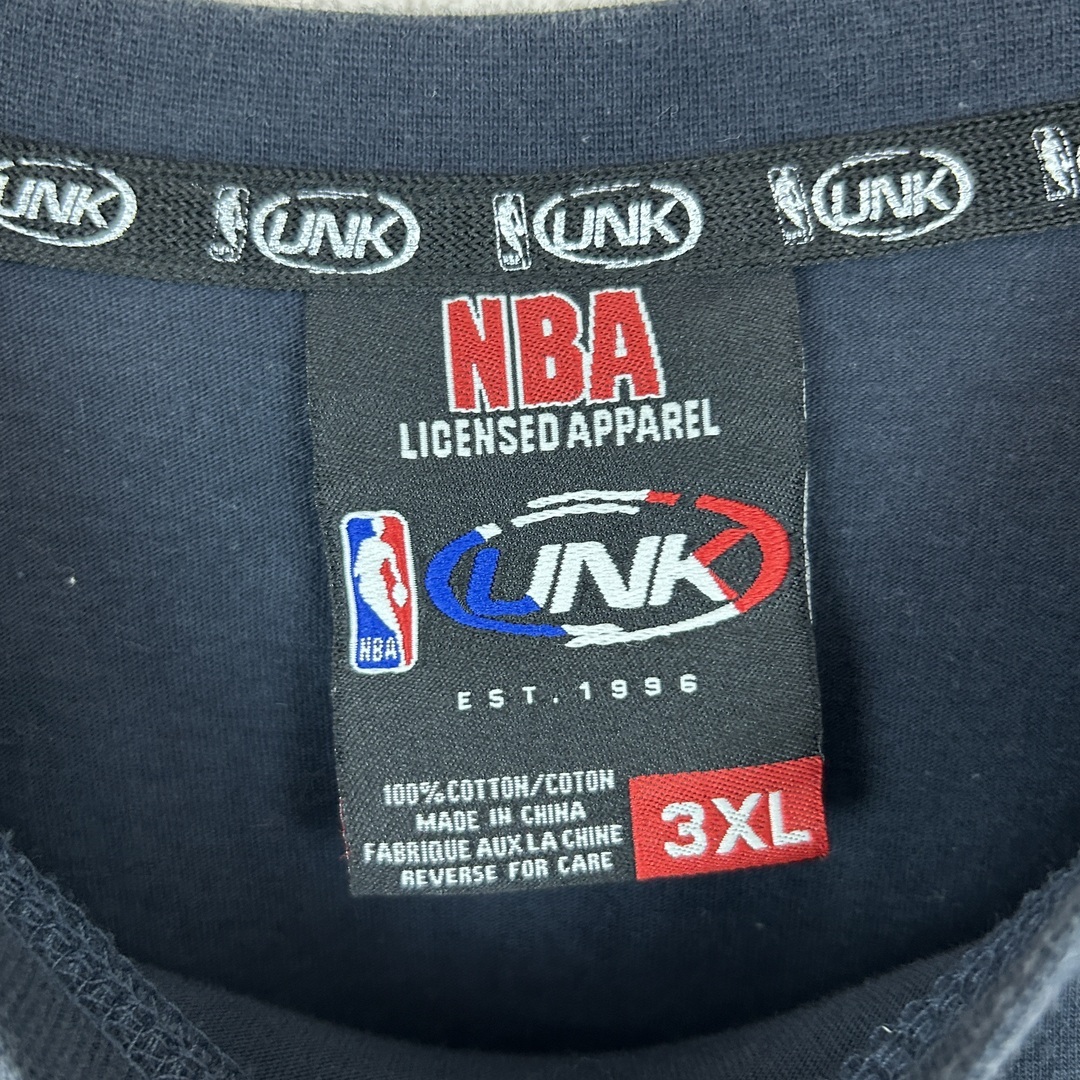 UNK UNK UNK UNK
NBA
LICENSED APPAREL
NBA UNK
EST. 1996
100% COTTON/COTON
MADE IN CHINA
FABRIQUE AUX LA CHINE
REVERSE FOR CARE
3XL